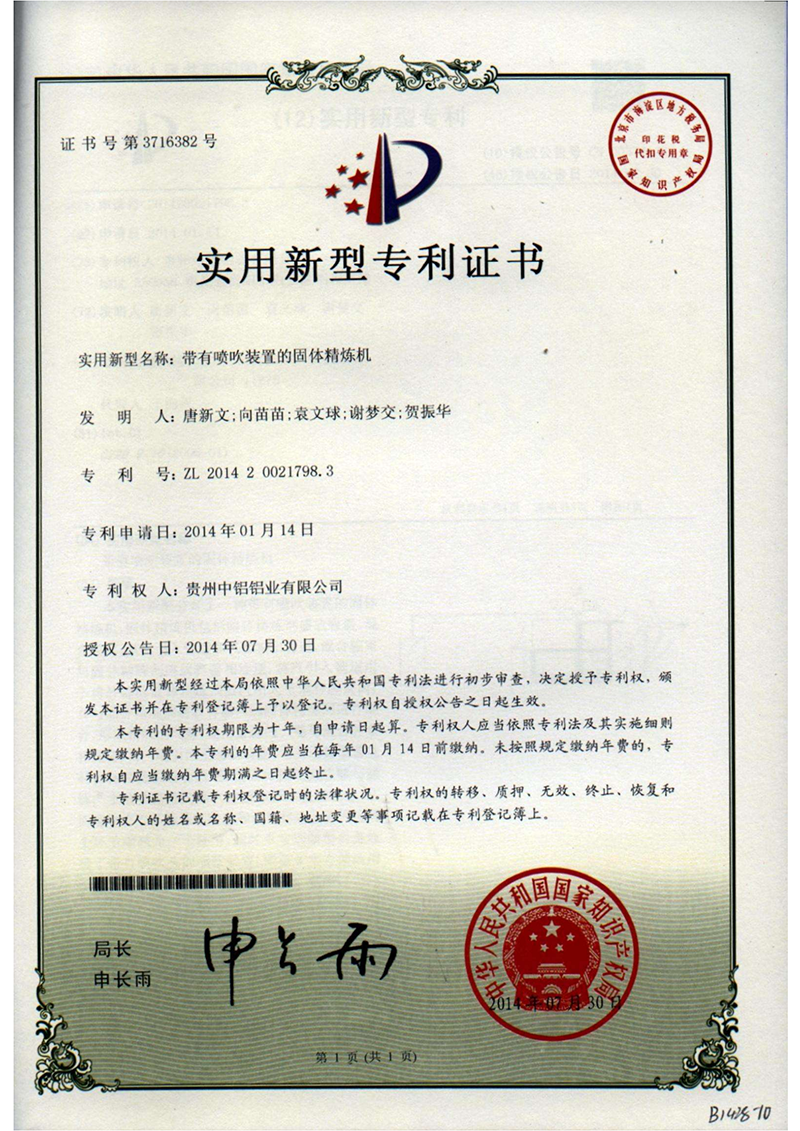 证书号第3716382号
北京市海淀区地方税务局
印花税
代扣专用章
国家知识产权局
实用新型专利证书
实用新型名称：带有喷吹装置的固体精炼机
发明人：唐新文；向苗苗；袁文球；谢梦交；贺振华
专利号：ZL 2014 2 0021798.3
专利申请日：2014年01月14日
专利权人：贵州中铝铝业有限公司
授权公告日：2014年07月30日
本实用新型经过本局依照中华人民共和国专利法进行初步审查，决定授予专利权，颁
发本证书并在专利登记簿上予以登记。专利权自授权公告之日起生效。
本专利的专利权期限为十年，自申请日起算。专利权人应当依照专利法及其实施细则
规定缴纳年费。本专利的年费应当在每年01月14日前缴纳。未按照规定缴纳年费的，专
利权自应当缴纳年费期满之日起终止。
专利证书记载专利权登记时的法律状况。专利权的转移、质押、无效、终止、恢复和
专利权人的姓名或名称、国籍、地址变更等事项记载在专利登记簿上。
局长
申长雨
申长雨
中华人民共和国国家知识产权局
2014年07月30日
第1页(共1页)